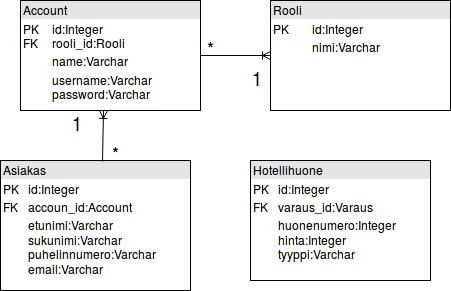 Account
PK id:Integer
FK rooli_id:Rooli
name:Varchar
username:Varchar
password:Varchar
Rooli
PK id:Integer
nimi:Varchar
*
1
1
*
Asiakas
PK id:Integer
FK accoun_id:Account
etunimi:Varchar
sukunimi:Varchar
puhelinnumero:Varchar
email:Varchar
Hotellihuone
PK id:Integer
FK varaus_id:Varaus
huonenumero:Integer
hinta:Integer
tyyppi:Varchar